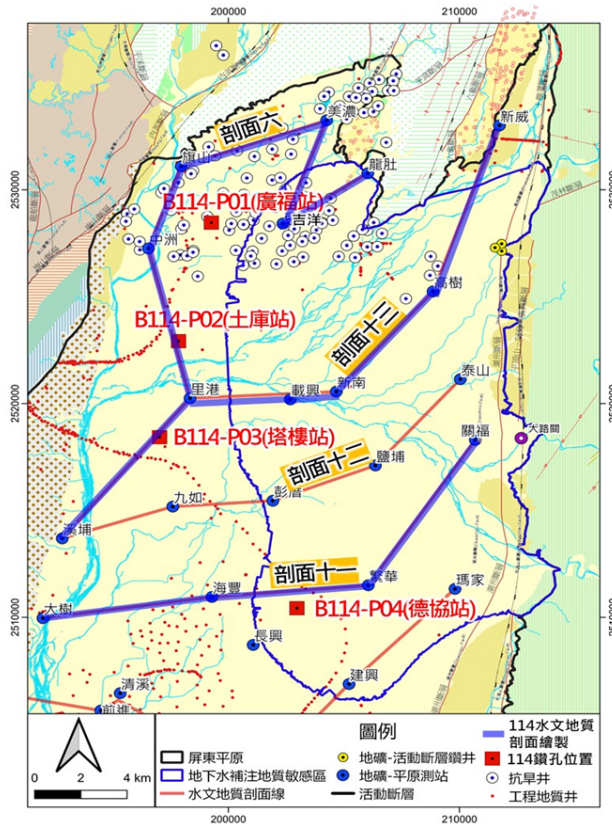 200000
210000
美濃
新威
剖面六
旗山
龍肚
2530000
B114-P01(廣福站)
吉洋
中洲
高樹
B114-P02(土庫站)
剖面十三
泰山
新南
里港
載興
2520000
2520000
關福
大路關
B114-P03(塔樓站)
剖面十二
鹽埔
九如
彭厝
溪埔
剖面十一
繁華
瑪家
海豐
大樹
B114-P04(德協站)
2510000
2510000
長興
建興
清溪
前進
圖例
屏東平原
地下水補注地質敏感區
水文地質剖面線
地礦-活動斷層鑽井
地礦-平原測站
活動斷層
114水文地質
剖面繪製
114鑽孔位置
抗旱井
工程地質井
0 2 4 km
200000
210000